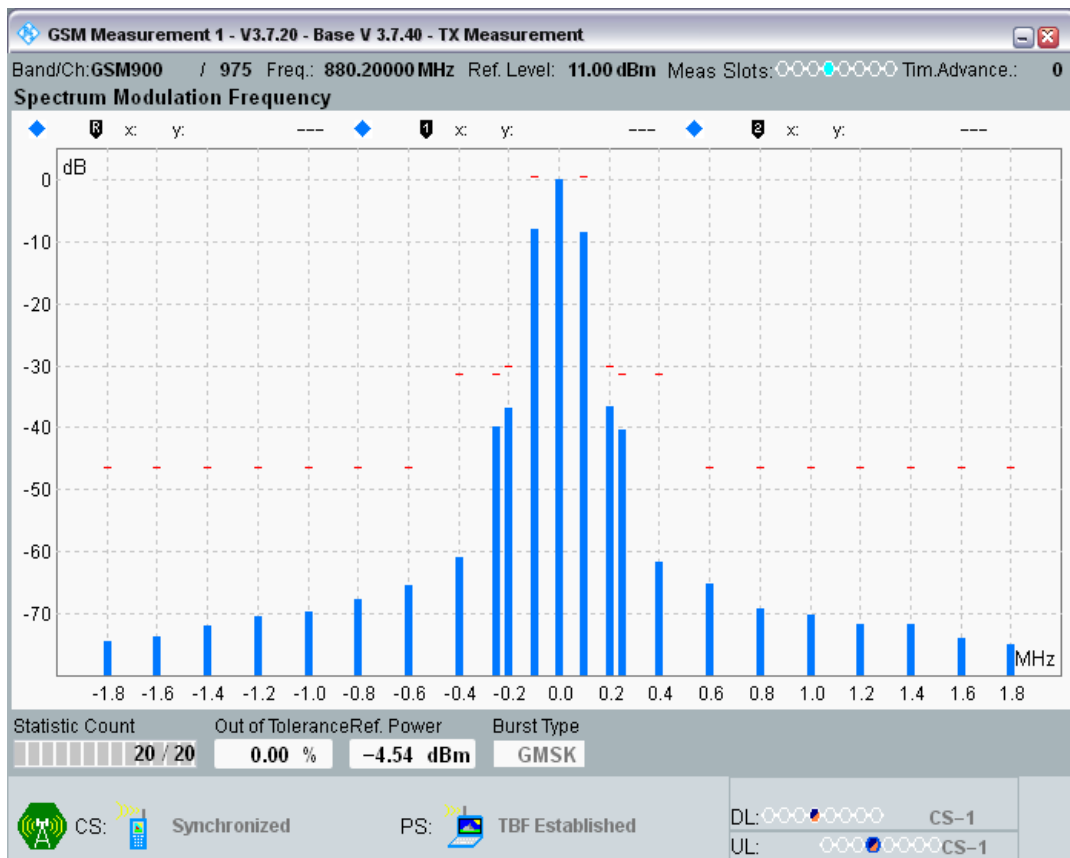 GSM Measurement 1 - V3.7.20 - Base V 3.7.40 - TX Measurement
Band/Ch:GSM900 / 975 Freq.: 880.20000 MHz Ref. Level: 11.00 dBm Meas Slots: Tim.Advance.: 0
Spectrum Modulation Frequency
R x: y: --- 1 x: y: --- 2 x: y: ---
dB
0
-10
-20
-30
-40
-50
-60
-70
MHz
-1.8 -1.6 -1.4 -1.2 -1.0 -0.8 -0.6 -0.4 -0.2 0.0 0.2 0.4 0.6 0.8 1.0 1.2 1.4 1.6 1.8
Statistic Count Out of Tolerance Ref. Power Burst Type
20 / 20 0.00 % −4.54 dBm GMSK
CS: Synchronized PS: TBF Established
DL: CS−1
UL: CS−1